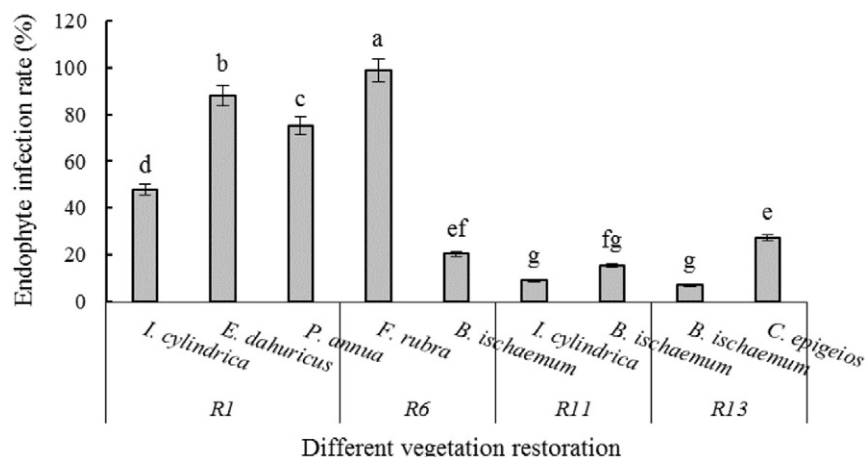 Endophyte infection rate (%)
120
100
80
60
40
20
0
d
b
c
a
ef
g
fg
g
e
I. cylindrica
E. dahuricus
P. annua
F. rubra
B. ischaemum
I. cylindrica
B. ischaemum
B. ischaemum
C. epigeios
R1
R6
R11
R13
Different vegetation restoration